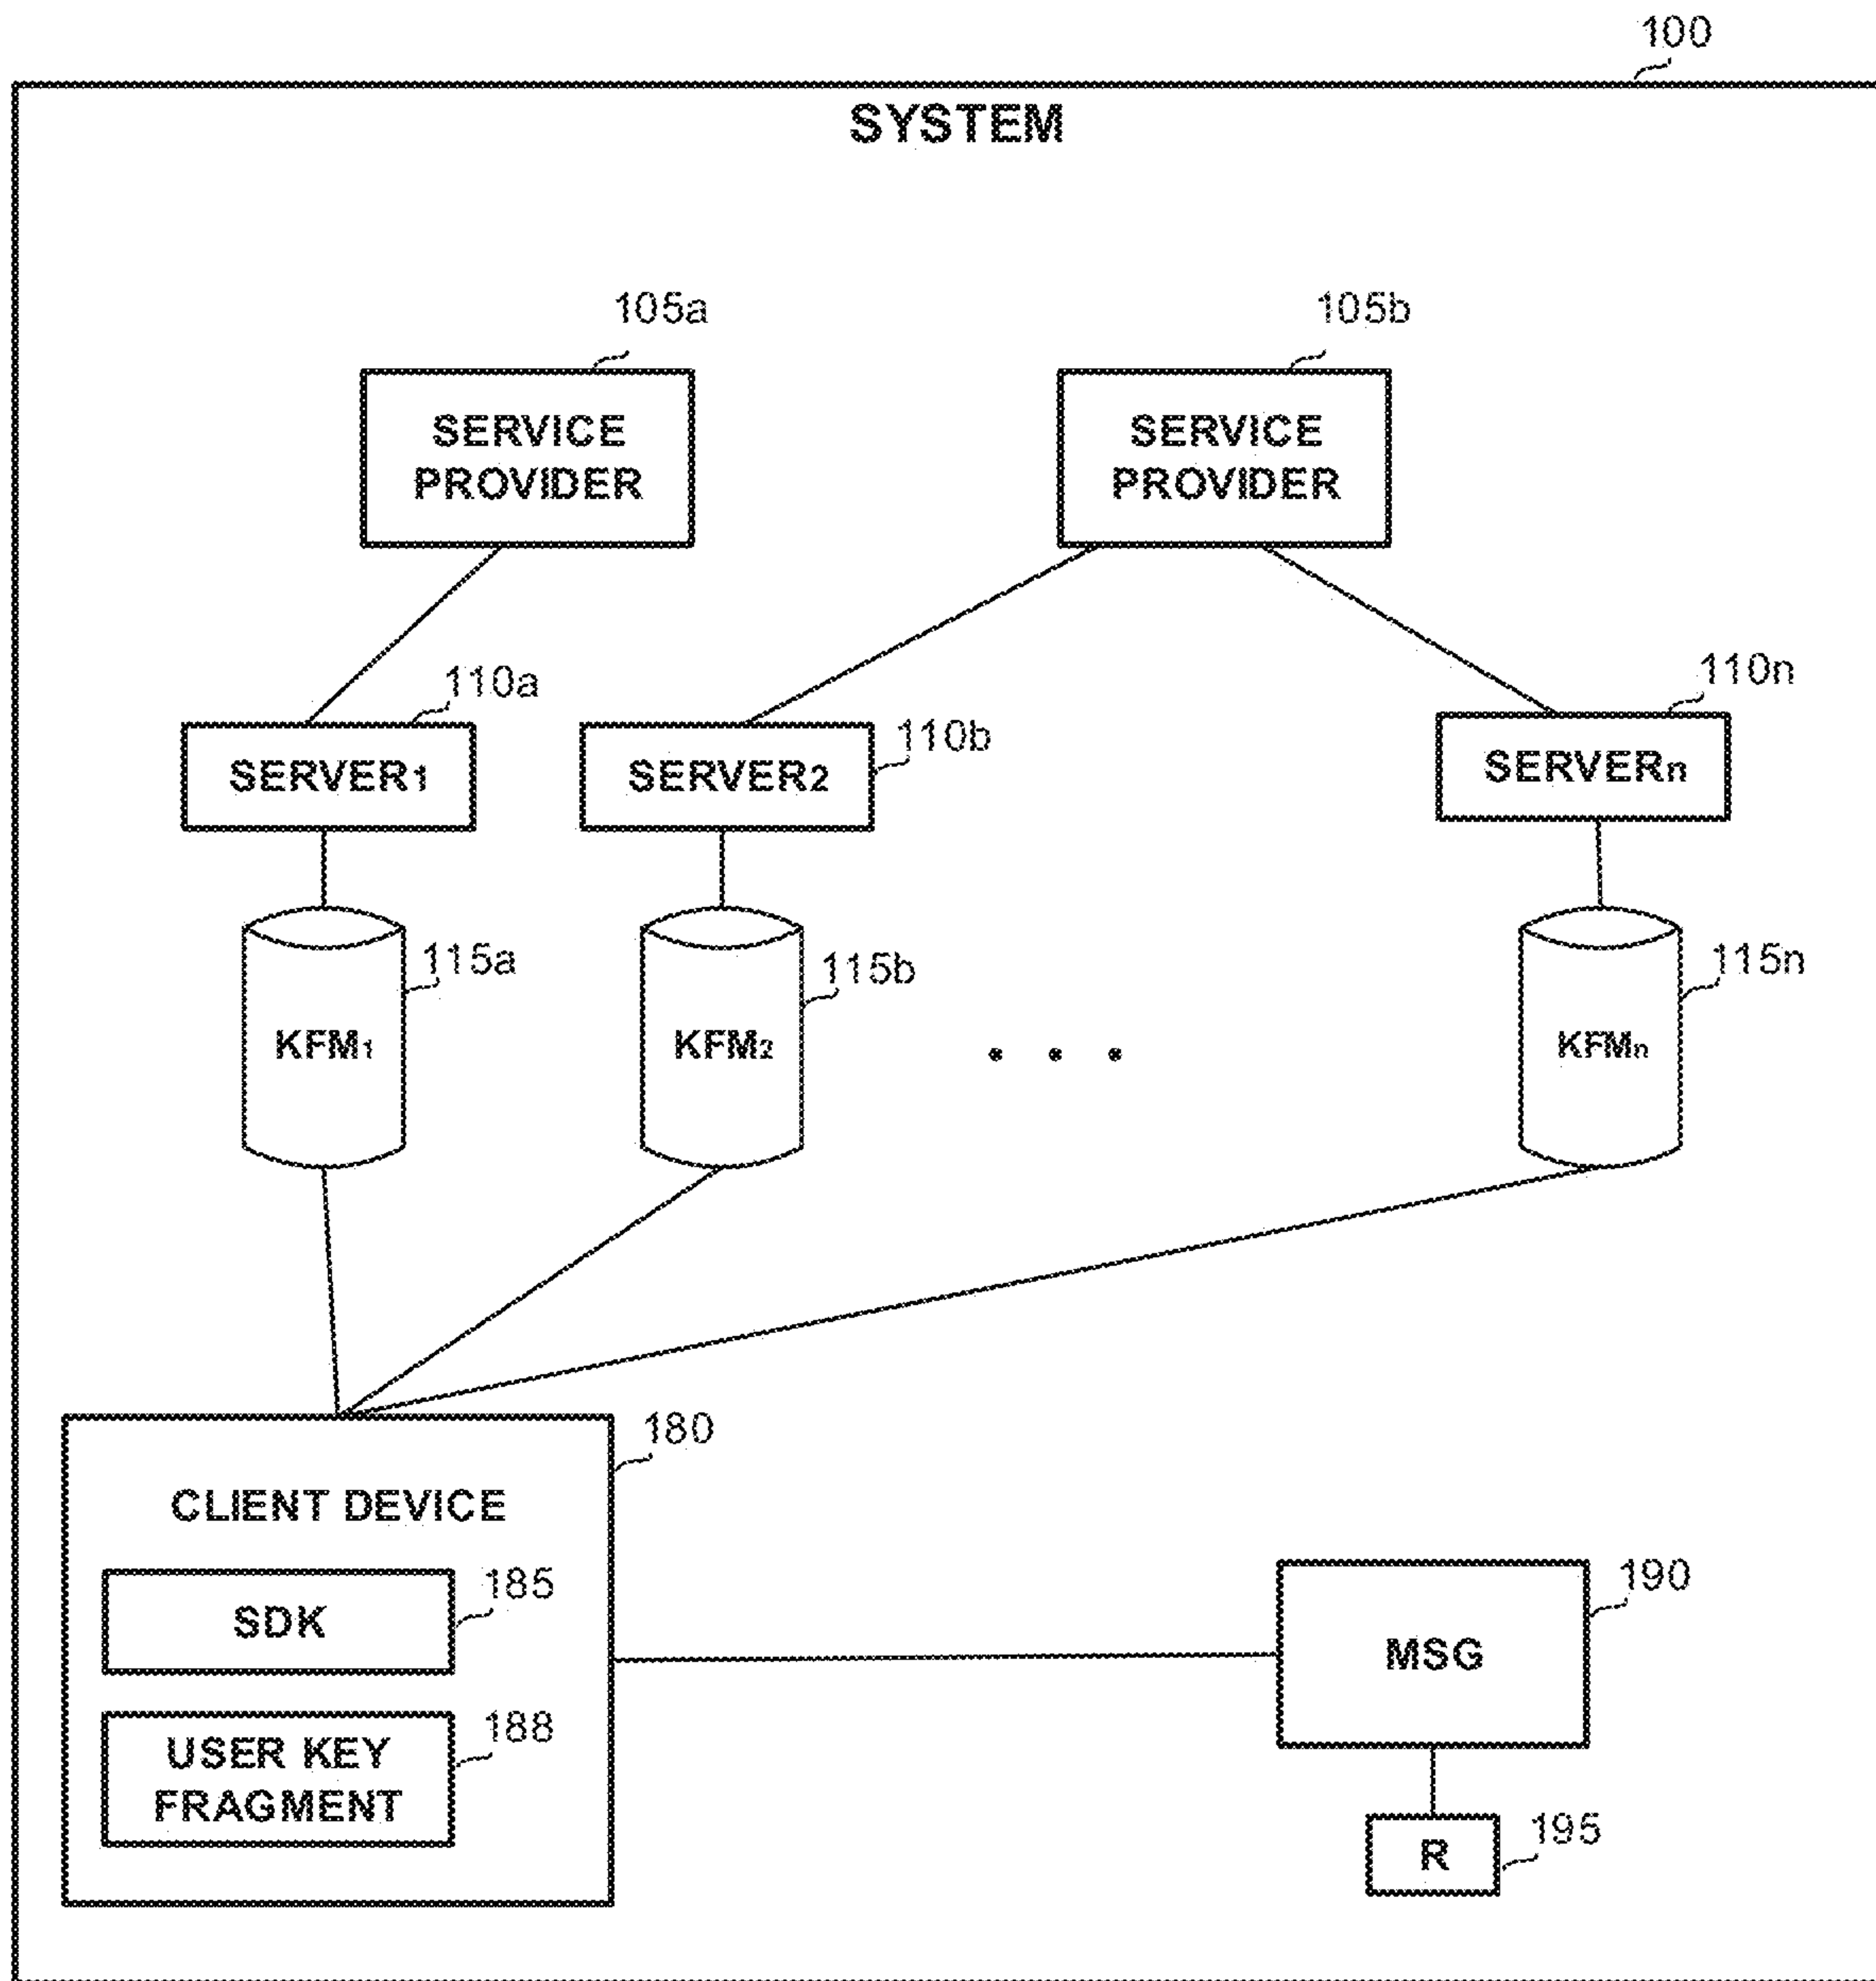 100
SYSTEM
105a
105b
SERVICE
PROVIDER
SERVICE
PROVIDER
110a
110b
110n
SERVER1
SERVER2
SERVERn
115a
115b
115n
KFM1
KFM2
. . .
KFMn
180
CLIENT DEVICE
185
SDK
190
MSG
188
USER KEY
FRAGMENT
195
R